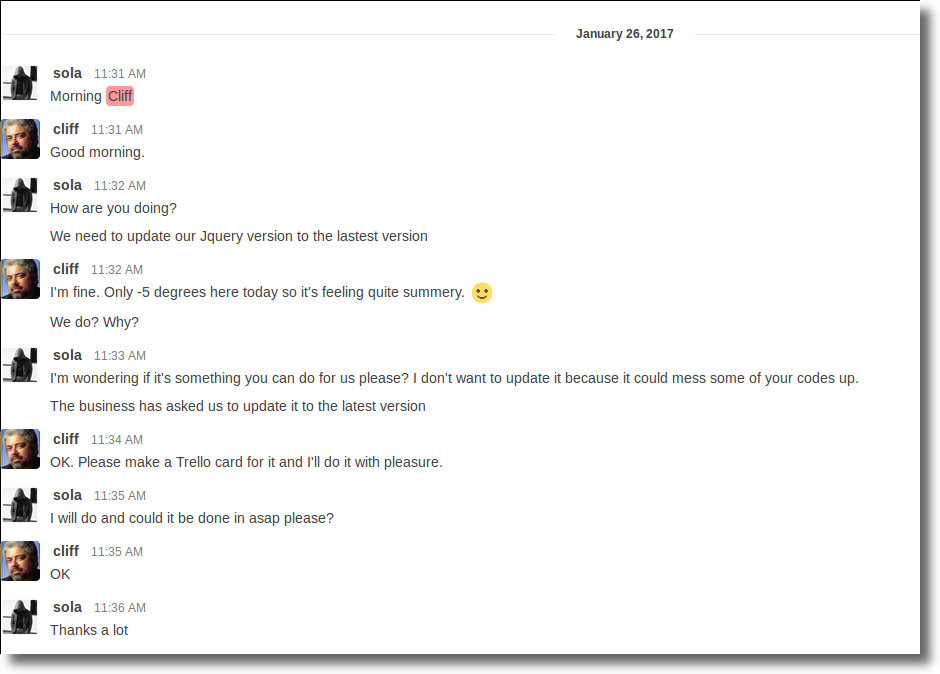 January 26, 2017
sola 11:31 AM
Morning Cliff
cliff 11:31 AM
Good morning.
sola 11:32 AM
How are you doing?
We need to update our Jquery version to the lastest version
cliff 11:32 AM
I'm fine. Only -5 degrees here today so it's feeling quite summery.
We do? Why?
sola 11:33 AM
I'm wondering if it's something you can do for us please? I don't want to update it because it could mess some of your codes up.
The business has asked us to update it to the latest version
cliff 11:34 AM
OK. Please make a Trello card for it and I'll do it with pleasure.
sola 11:35 AM
I will do and could it be done in asap please?
cliff 11:35 AM
OK
sola 11:36 AM
Thanks a lot